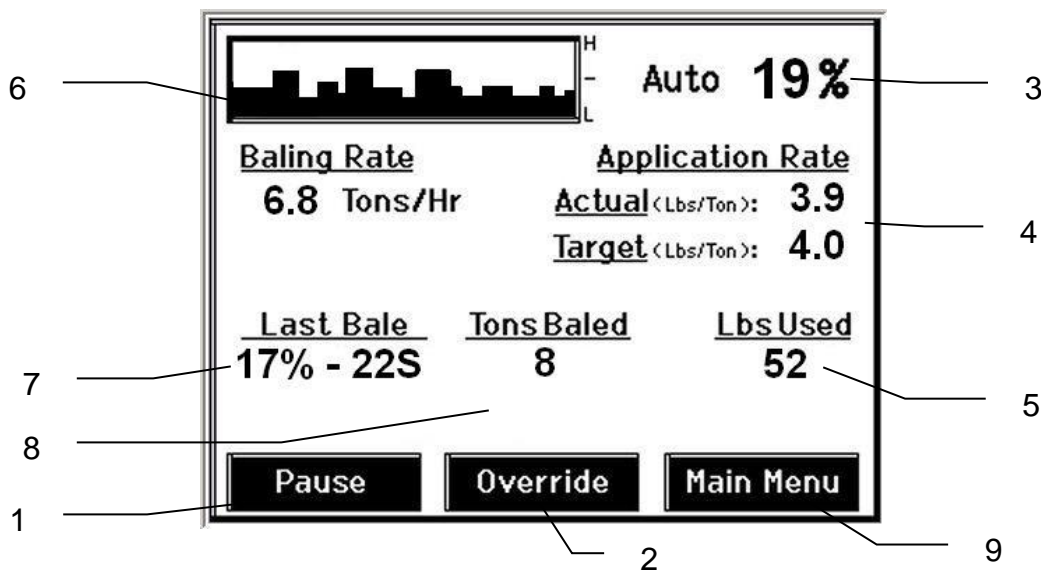 H
–
L
Auto 19%
6
3
Baling Rate
6.8 Tons/Hr
Application Rate
Actual (Lbs/Ton): 3.9
Target (Lbs/Ton): 4.0
4
Last Bale
17% - 22S
Tons Baled
8
Lbs Used
52
7
5
8
Pause
Override
Main Menu
1
2
9